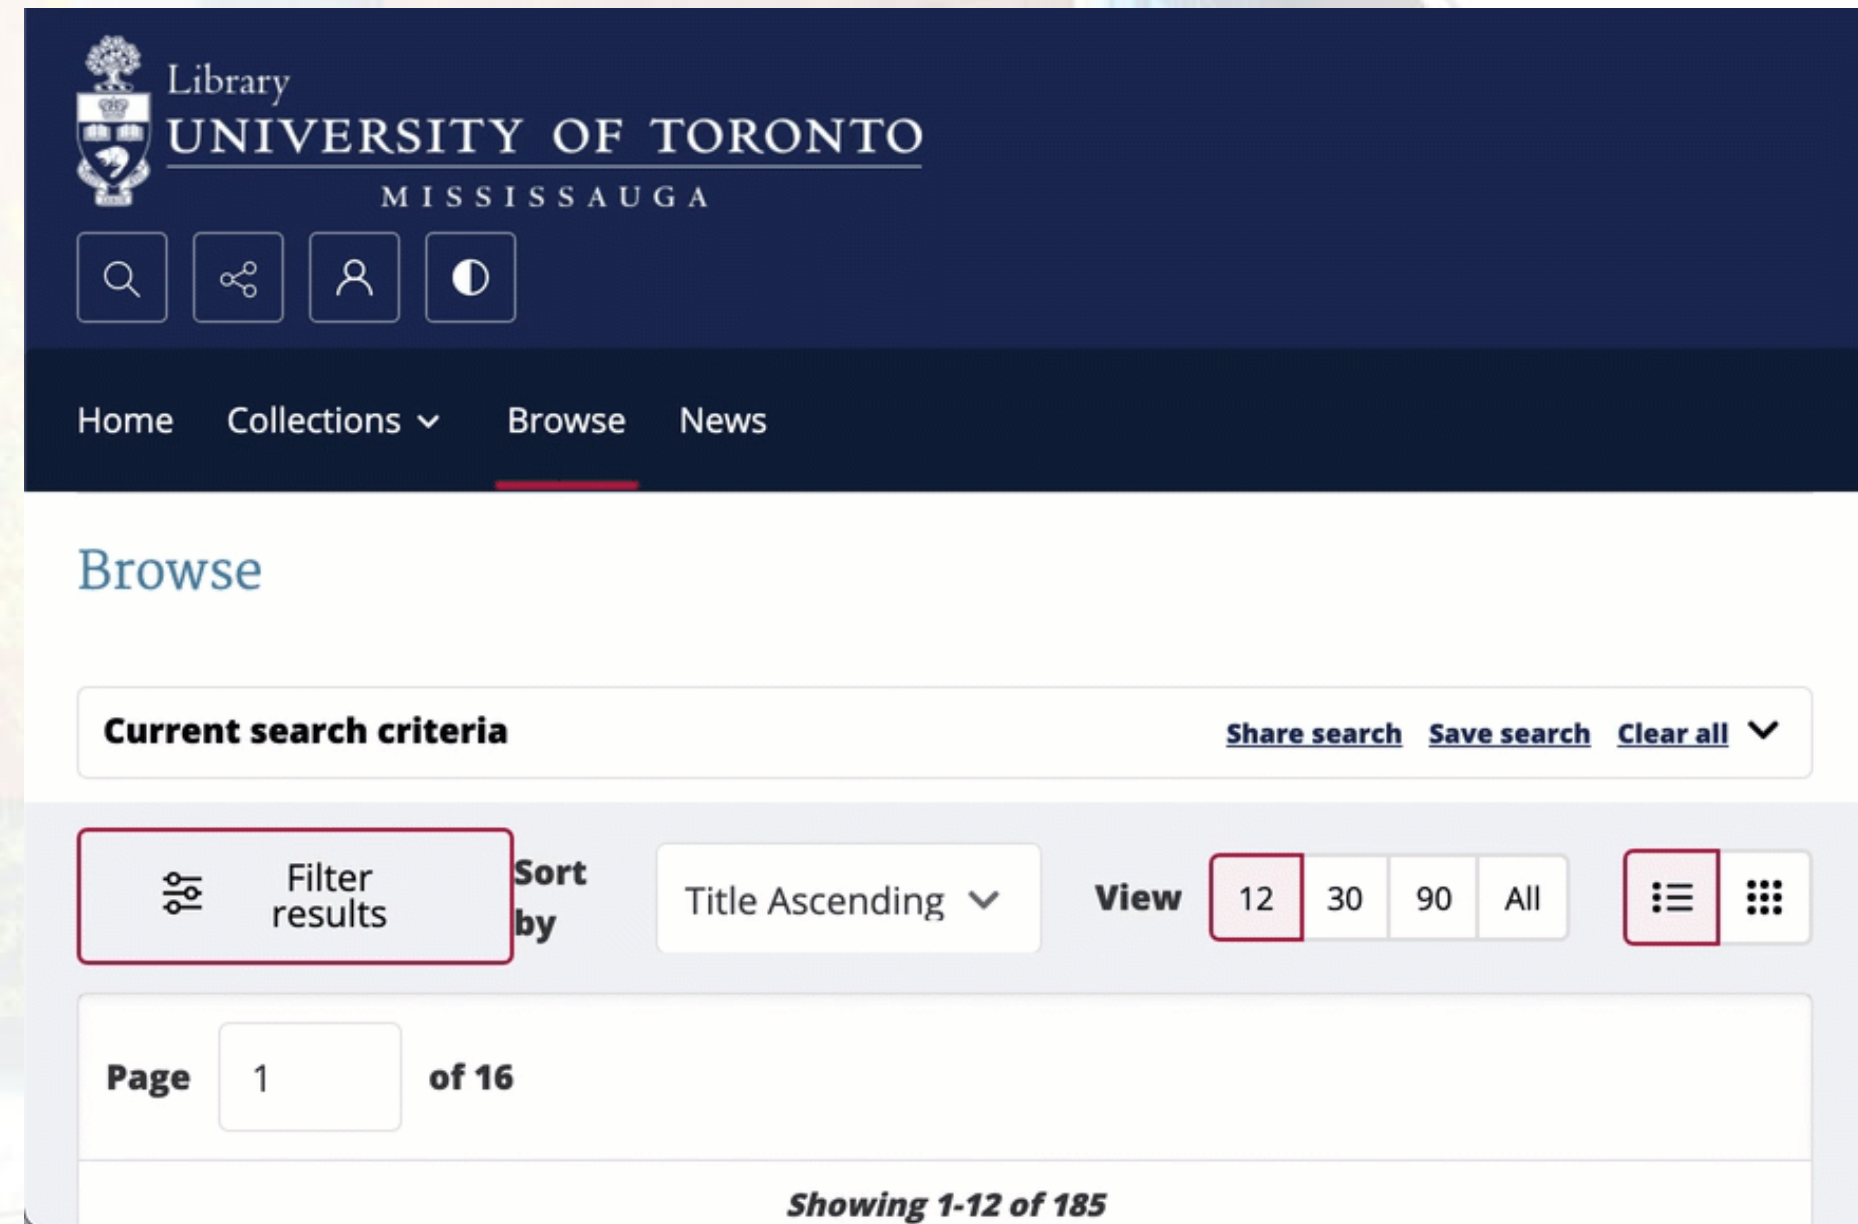 Library
UNIVERSITY OF TORONTO
MISSISSAUGA
Home Collections Browse News
Browse
Current search criteria Share search Save search Clear all
Filter results Sort by Title Ascending View 12 30 90 All
Page 1 of 16
Showing 1-12 of 185